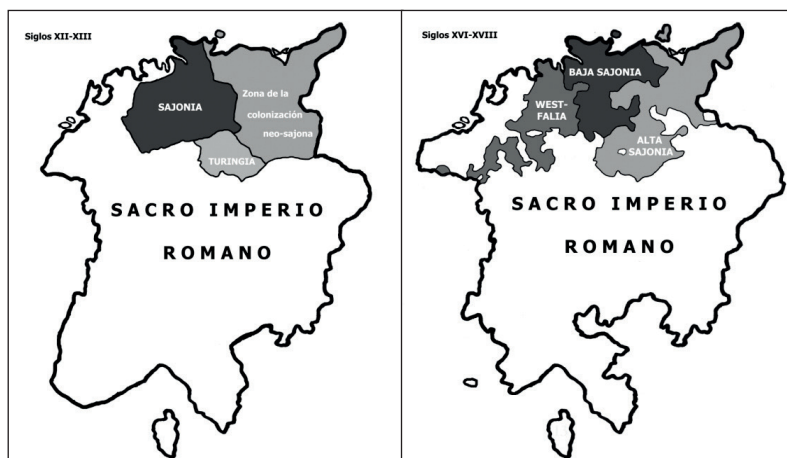 Siglos XII-XIII
SAJONIA
Zona de la
colonización
neo-sajona
TURINGIA
SACRO IMPERIO
ROMANO
Siglos XVI-XVIII
BAJA SAJONIA
WEST-
FALIA
ALTA
SAJONIA
SACRO IMPERIO
ROMANO